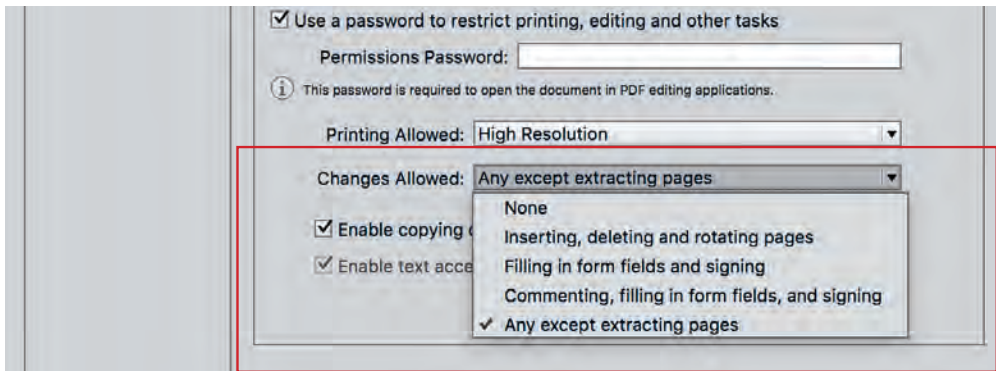 Use a password to restrict printing, editing and other tasks
Permissions Password:
This password is required to open the document in PDF editing applications.
Printing Allowed: High Resolution
Changes Allowed: Any except extracting pages
None
Enable copying
Inserting, deleting and rotating pages
Enable text acce
Filling in form fields and signing
Commenting, filling in form fields, and signing
Any except extracting pages